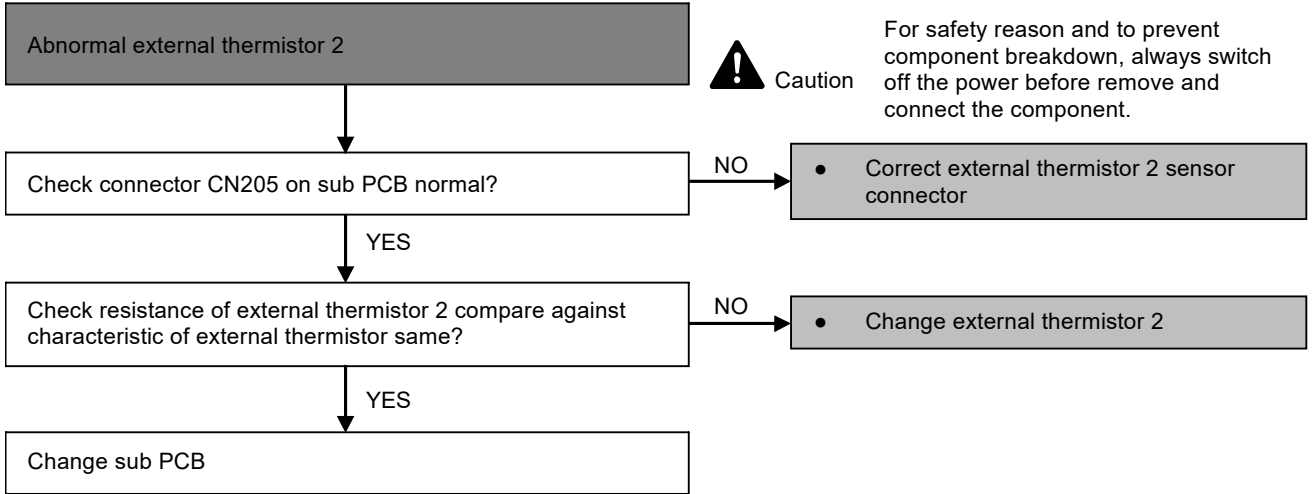 Abnormal external thermistor 2
Caution
For safety reason and to prevent
component breakdown, always switch
off the power before remove and
connect the component.
Check connector CN205 on sub PCB normal?
NO
● Correct external thermistor 2 sensor
connector
YES
Check resistance of external thermistor 2 compare against
characteristic of external thermistor same?
NO
● Change external thermistor 2
YES
Change sub PCB